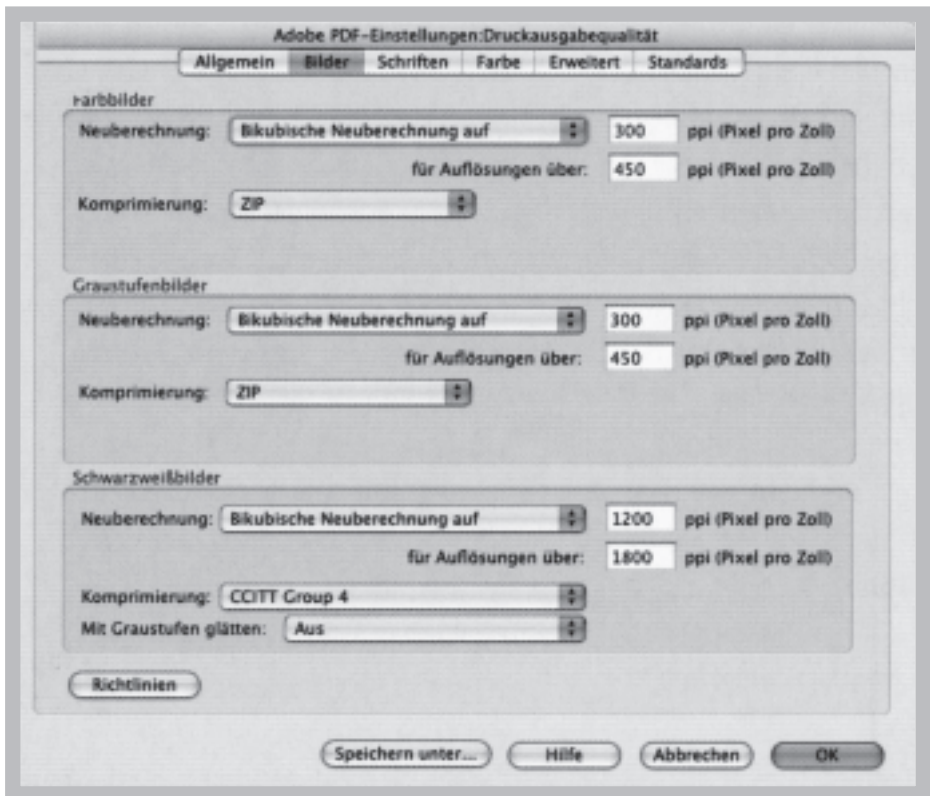 Adobe PDF-Einstellungen:Druckausgabequalität
Allgemein Bilder Schriften Farbe Erweitert Standards
Farbbilder
Neuberechnung: Bikubische Neuberechnung auf 300 ppi (Pixel pro Zoll)
für Auflösungen über: 450 ppi (Pixel pro Zoll)
Komprimierung: ZIP
Graustufenbilder
Neuberechnung: Bikubische Neuberechnung auf 300 ppi (Pixel pro Zoll)
für Auflösungen über: 450 ppi (Pixel pro Zoll)
Komprimierung: ZIP
Schwarzweißbilder
Neuberechnung: Bikubische Neuberechnung auf 1200 ppi (Pixel pro Zoll)
für Auflösungen über: 1800 ppi (Pixel pro Zoll)
Komprimierung: CCITT Group 4
Mit Graustufen glätten: Aus
Richtlinien
Speichern unter... Hilfe Abbrechen OK